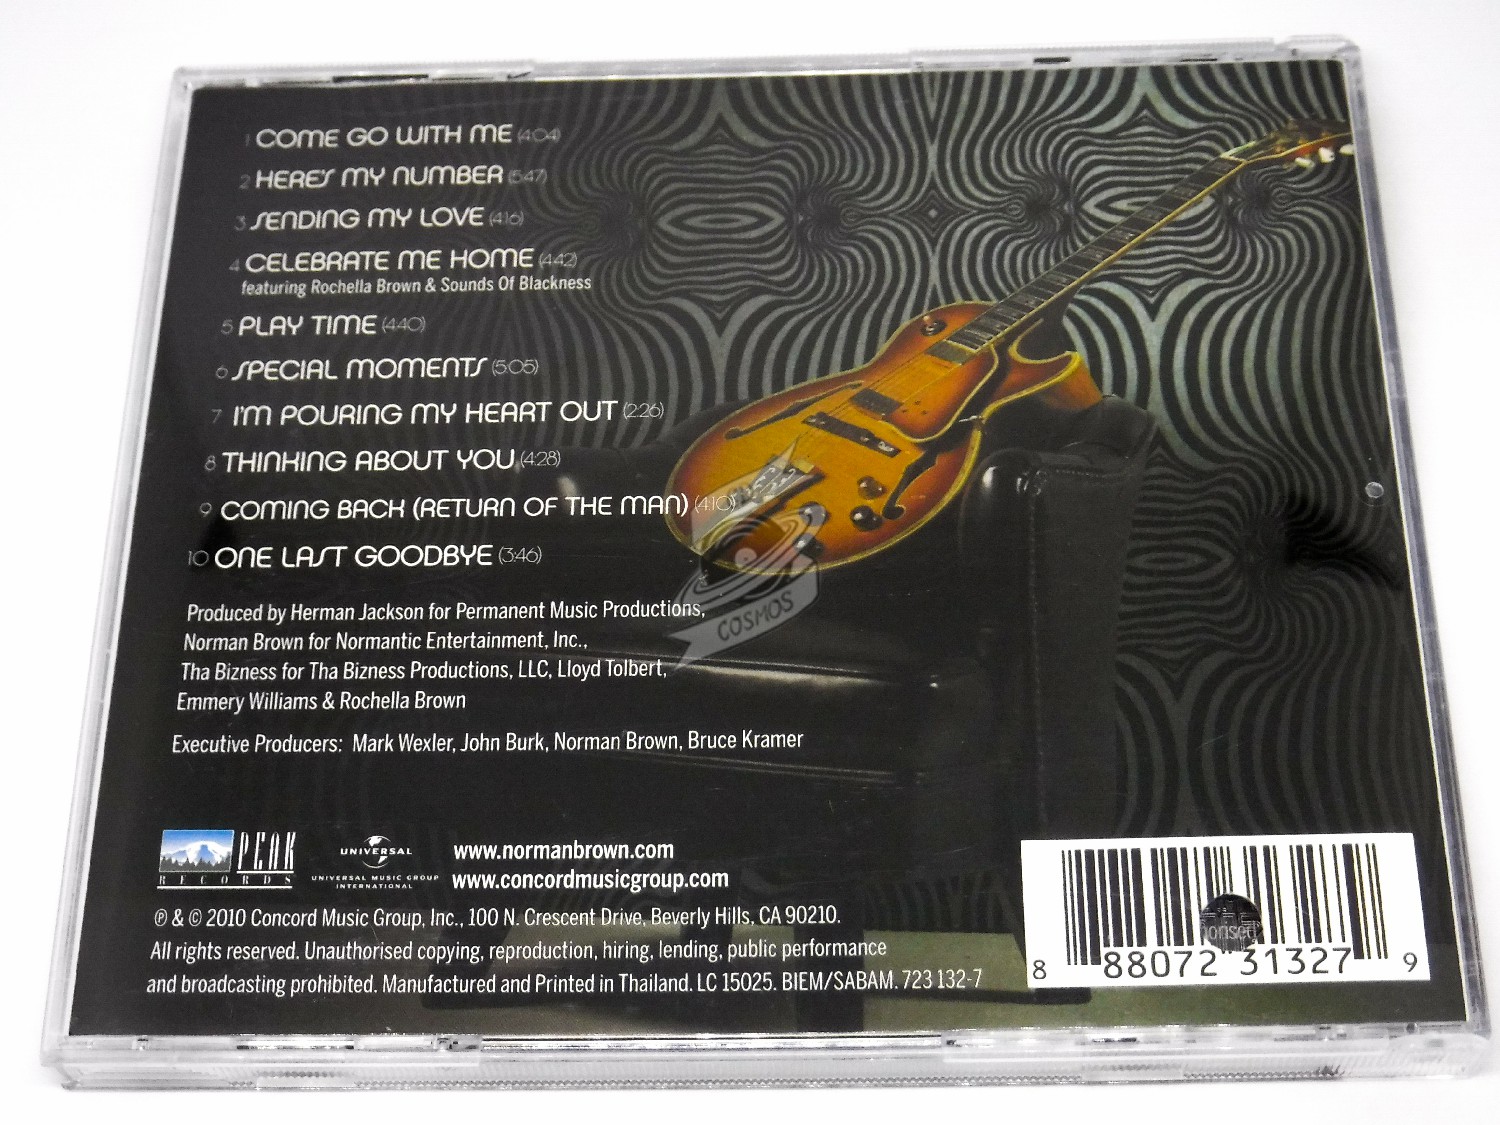 1 COME GO WITH ME (4:04)
2 HERE'S MY NUMBER (5:47)
3 SENDING MY LOVE (4:16)
4 CELEBRATE ME HOME (4:42)
featuring Rochella Brown & Sounds Of Blackness
5 PLAY TIME (4:40)
6 SPECIAL MOMENTS (5:05)
7 I'M POURING MY HEART OUT (2:26)
8 THINKING ABOUT YOU (4:28)
9 COMING BACK (RETURN OF THE MAN) (4:10)
10 ONE LAST GOODBYE (3:46)
COSMOS
Produced by Herman Jackson for Permanent Music Productions,
Norman Brown for Normantic Entertainment, Inc.,
Tha Bizness for Tha Bizness Productions, LLC, Lloyd Tolbert,
Emmery Williams & Rochella Brown
Executive Producers: Mark Wexler, John Burk, Norman Brown, Bruce Kramer
PEAK
RECORDS
UNIVERSAL
UNIVERSAL MUSIC GROUP
INTERNATIONAL
www.normanbrown.com
www.concordmusicgroup.com
℗ & © 2010 Concord Music Group, Inc., 100 N. Crescent Drive, Beverly Hills, CA 90210.
All rights reserved. Unauthorised copying, reproduction, hiring, lending, public performance
and broadcasting prohibited. Manufactured and Printed in Thailand. LC 15025. BIEM/SABAM. 723 132-7
8 88072 31327 9